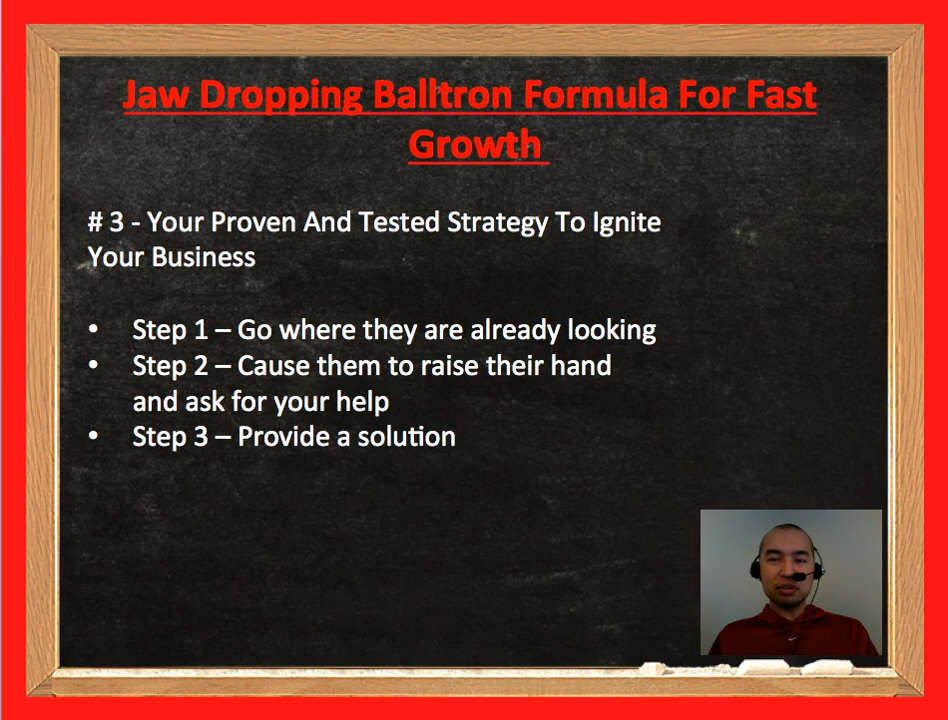 Jaw Dropping Balltron Formula For Fast
Growth
# 3 - Your Proven And Tested Strategy To Ignite
Your Business
• Step 1 – Go where they are already looking
• Step 2 – Cause them to raise their hand
and ask for your help
• Step 3 – Provide a solution